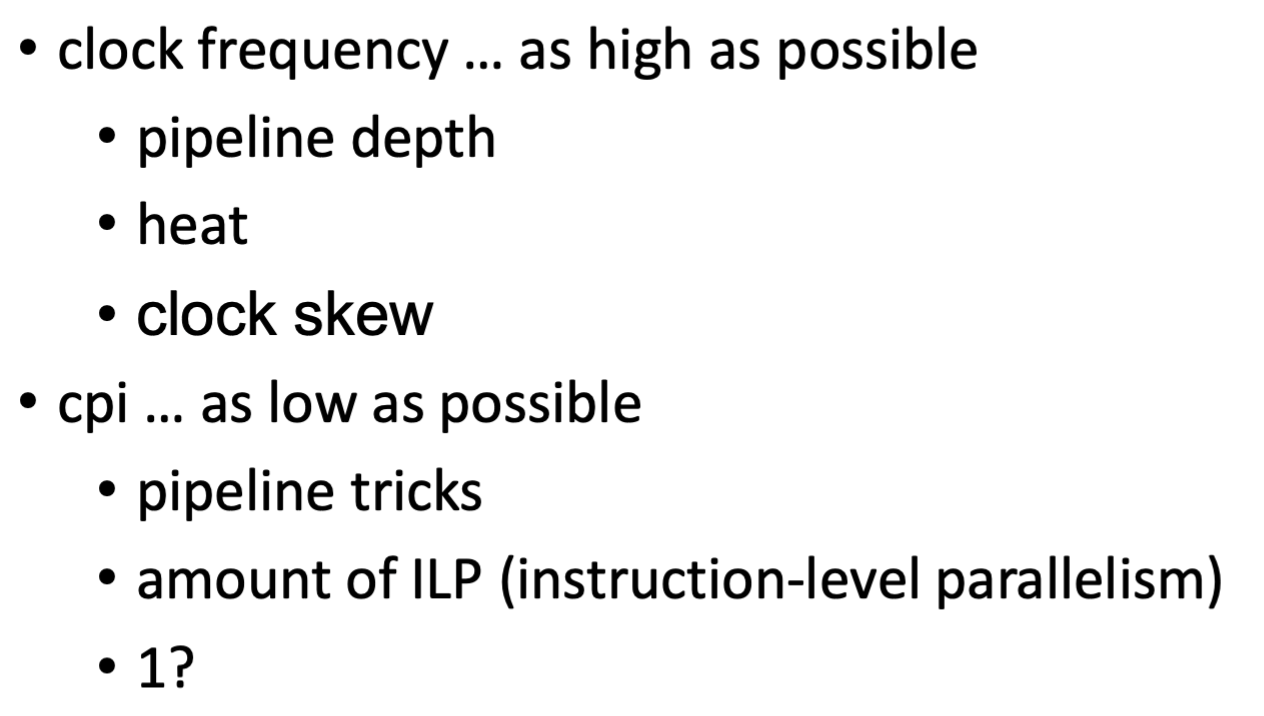 • clock frequency ... as high as possible
• pipeline depth
• heat
• clock skew
• cpi ... as low as possible
• pipeline tricks
• amount of ILP (instruction-level parallelism)
• 1?